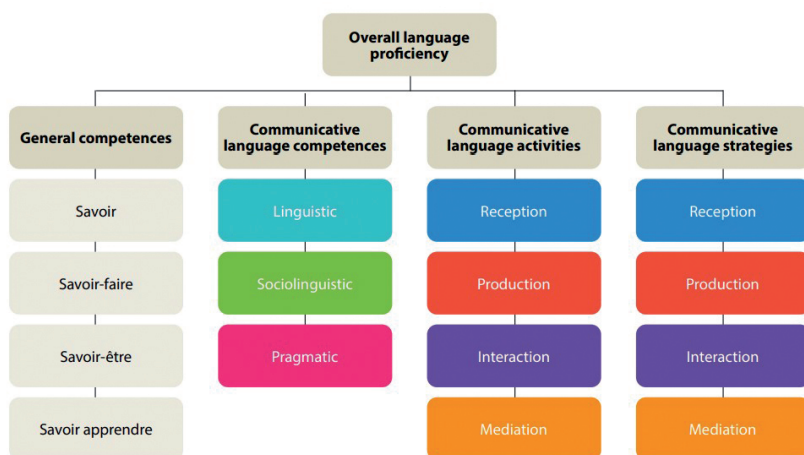 Overall language
proficiency
General competences
Communicative
language competences
Communicative
language activities
Communicative
language strategies
Savoir
Linguistic
Reception
Reception
Savoir-faire
Sociolinguistic
Production
Production
Savoir-être
Pragmatic
Interaction
Interaction
Savoir apprendre
Mediation
Mediation